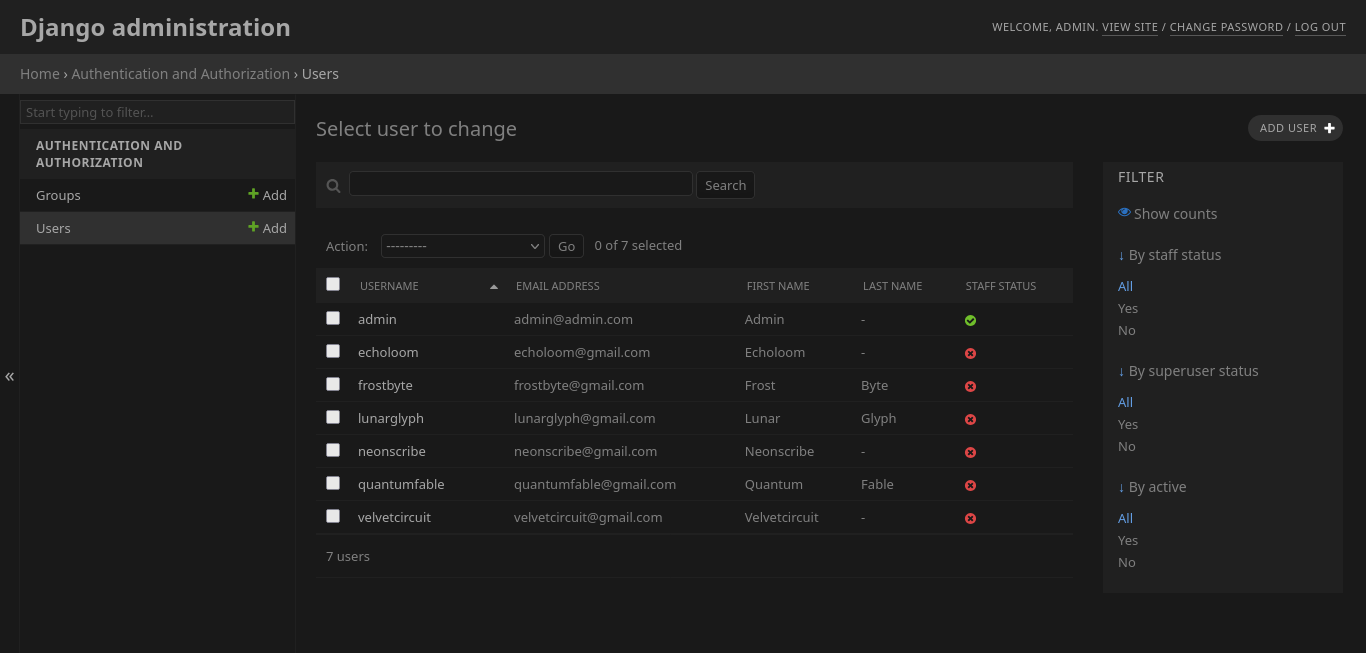 Django administration
WELCOME, ADMIN. VIEW SITE / CHANGE PASSWORD / LOG OUT
Home › Authentication and Authorization › Users
Start typing to filter...
AUTHENTICATION AND
AUTHORIZATION
Groups Add
Users Add
«
Select user to change
ADD USER
Search
Action: --------- Go 0 of 7 selected
USERNAME EMAIL ADDRESS FIRST NAME LAST NAME STAFF STATUS
admin admin@admin.com Admin -
echoloom echoloom@gmail.com Echoloom -
frostbyte frostbyte@gmail.com Frost Byte
lunarglyph lunarglyph@gmail.com Lunar Glyph
neonscribe neonscribe@gmail.com Neonscribe -
quantumfable quantumfable@gmail.com Quantum Fable
velvetcircuit velvetcircuit@gmail.com Velvetcircuit -
7 users
FILTER
Show counts
↓ By staff status
All
Yes
No
↓ By superuser status
All
Yes
No
↓ By active
All
Yes
No